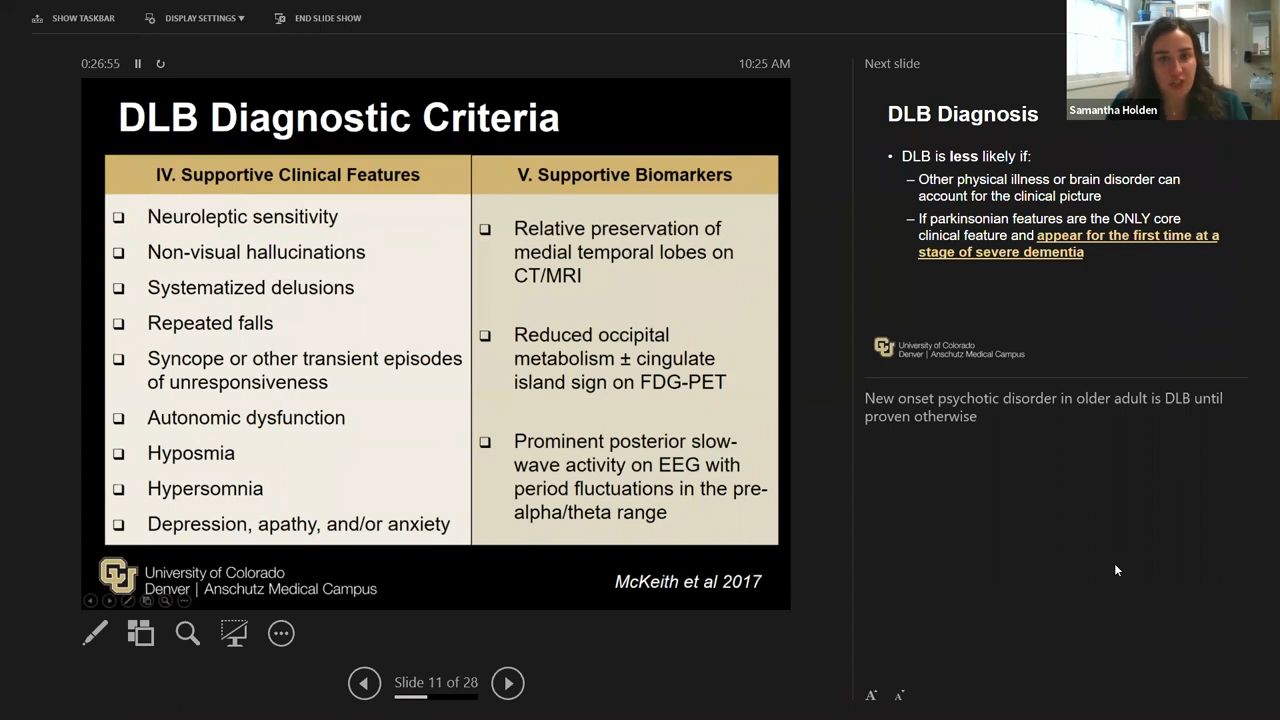 SHOW TASKBAR
DISPLAY SETTINGS ▾
END SLIDE SHOW
0:26:55
10:25 AM
DLB Diagnostic Criteria
IV. Supportive Clinical Features
❑ Neuroleptic sensitivity
❑ Non-visual hallucinations
❑ Systematized delusions
❑ Repeated falls
❑ Syncope or other transient episodes
of unresponsiveness
❑ Autonomic dysfunction
❑ Hyposmia
❑ Hypersomnia
❑ Depression, apathy, and/or anxiety
V. Supportive Biomarkers
❑ Relative preservation of
medial temporal lobes on
CT/MRI
❑ Reduced occipital
metabolism ± cingulate
island sign on FDG-PET
❑ Prominent posterior slow-
wave activity on EEG with
period fluctuations in the pre-
alpha/theta range
University of Colorado
Denver | Anschutz Medical Campus
McKeith et al 2017
Slide 11 of 28
Next slide
Samantha Holden
DLB Diagnosis
• DLB is less likely if:
– Other physical illness or brain disorder can
account for the clinical picture
– If parkinsonian features are the ONLY core
clinical feature and appear for the first time at a
stage of severe dementia
University of Colorado
Denver | Anschutz Medical Campus
New onset psychotic disorder in older adult is DLB until
proven otherwise
A A